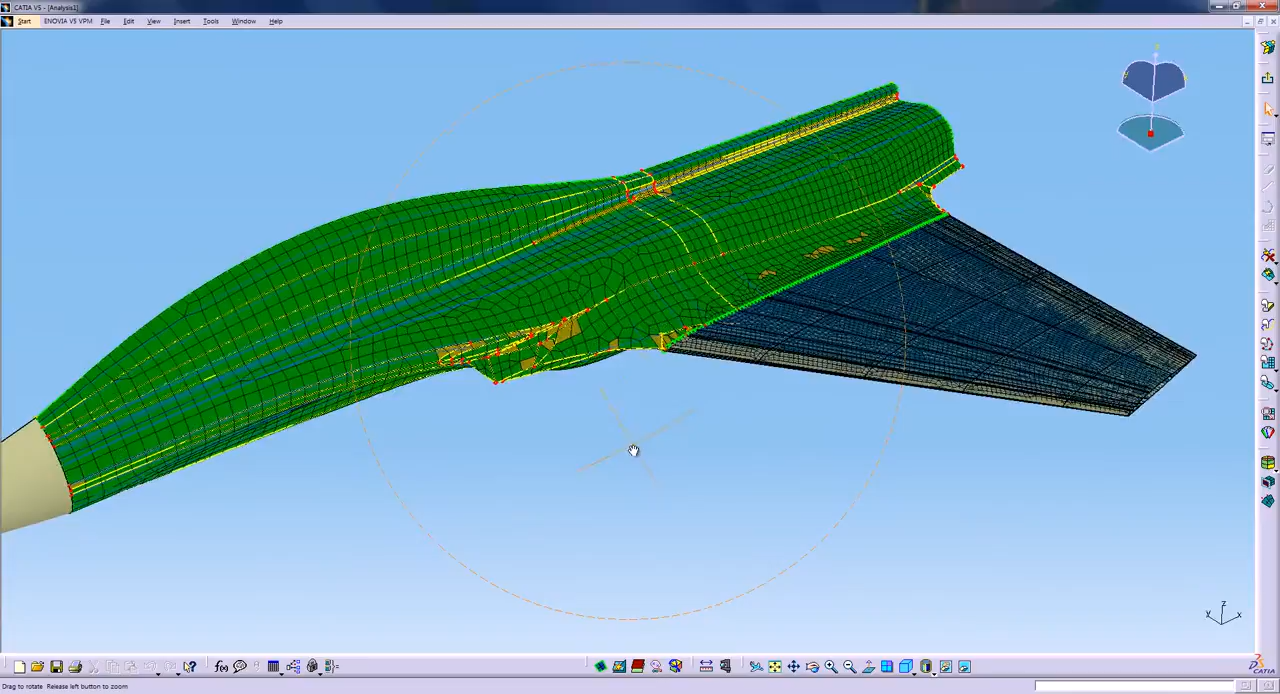 CATIA V5 - [Analysis1]
Start ENOVIA V5 VPM File Edit View Insert Tools Window Help
z
y x
f(x)
CATIA
Drag to rotate Release left button to zoom